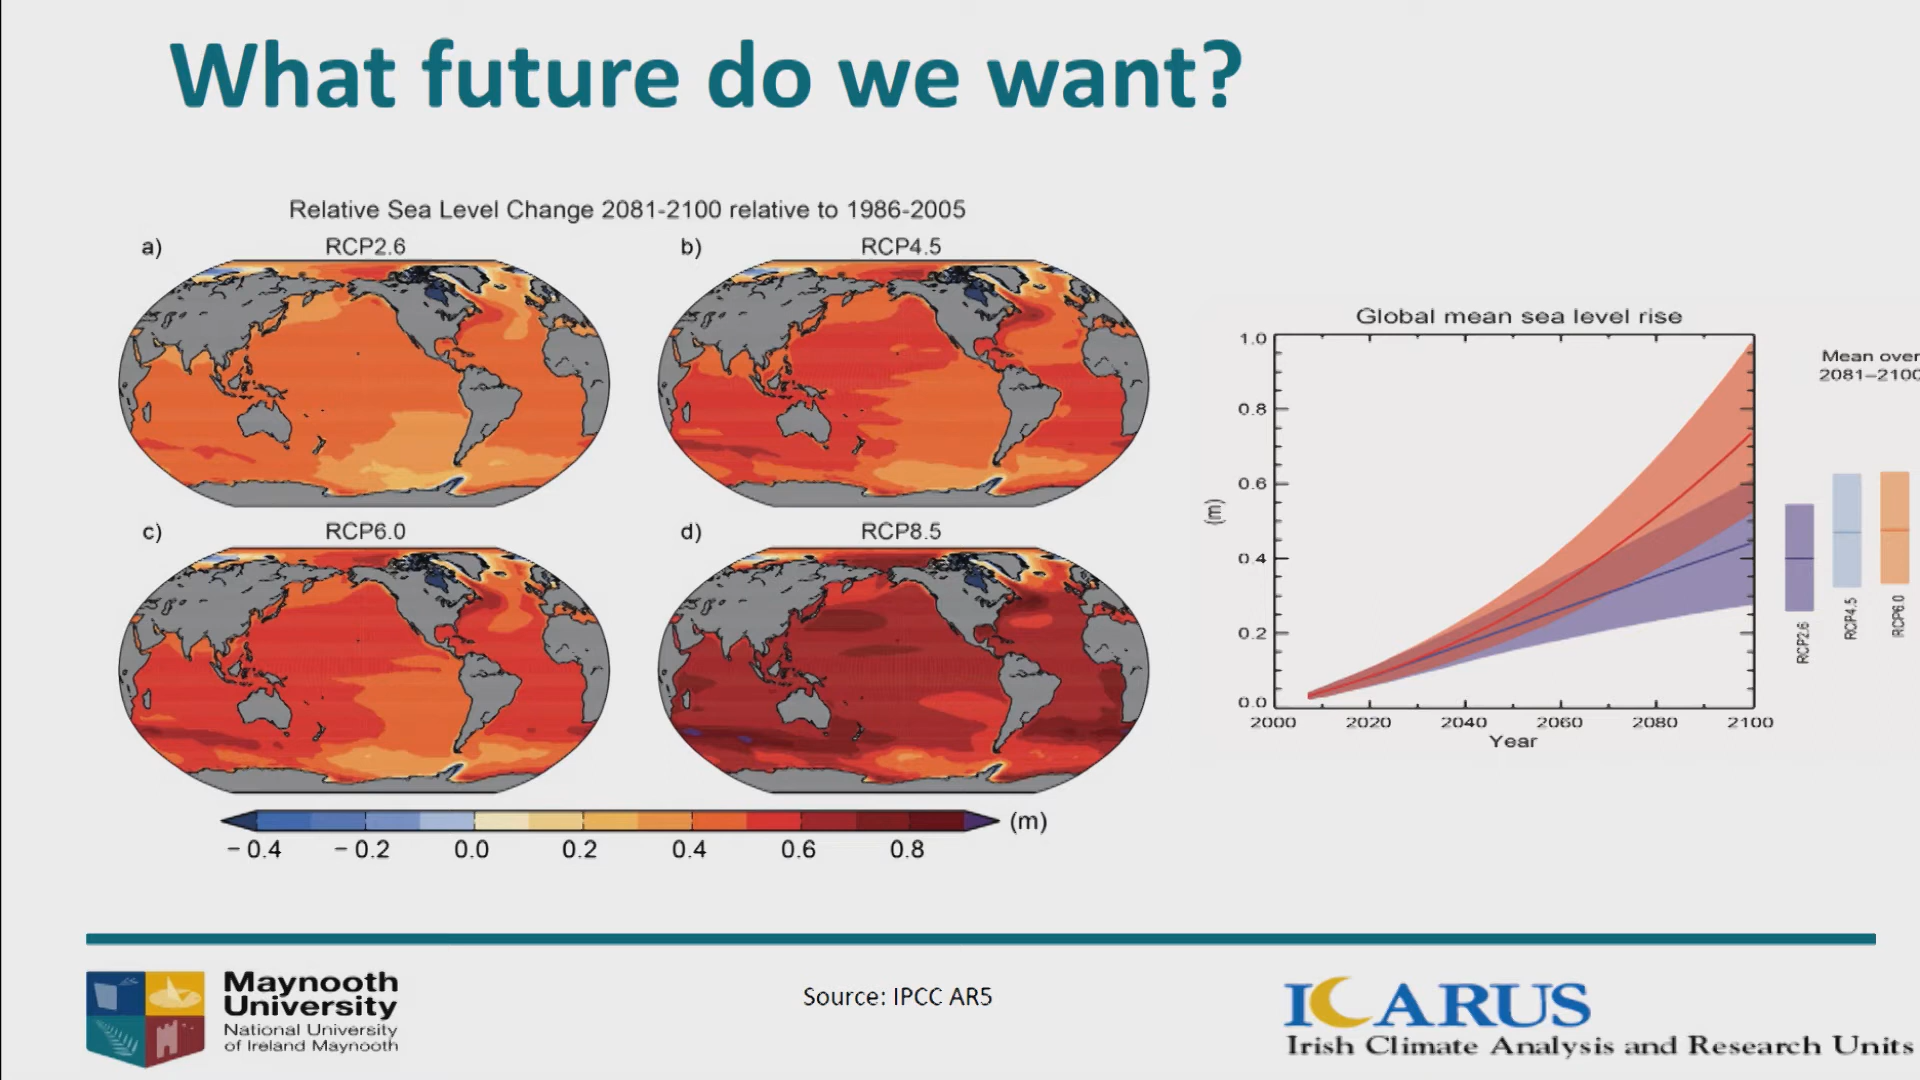 What future do we want?
Relative Sea Level Change 2081-2100 relative to 1986-2005
a) RCP2.6
b) RCP4.5
c) RCP6.0
d) RCP8.5
−0.4 −0.2 0.0 0.2 0.4 0.6 0.8 (m)
Global mean sea level rise
1.0
0.8
0.6
0.4
0.2
0.0
(m)
2000 2020 2040 2060 2080 2100
Year
Mean over
2081–2100
RCP2.6
RCP4.5
RCP6.0
Maynooth
University
National University
of Ireland Maynooth
Source: IPCC AR5
ICARUS
Irish Climate Analysis and Research Units